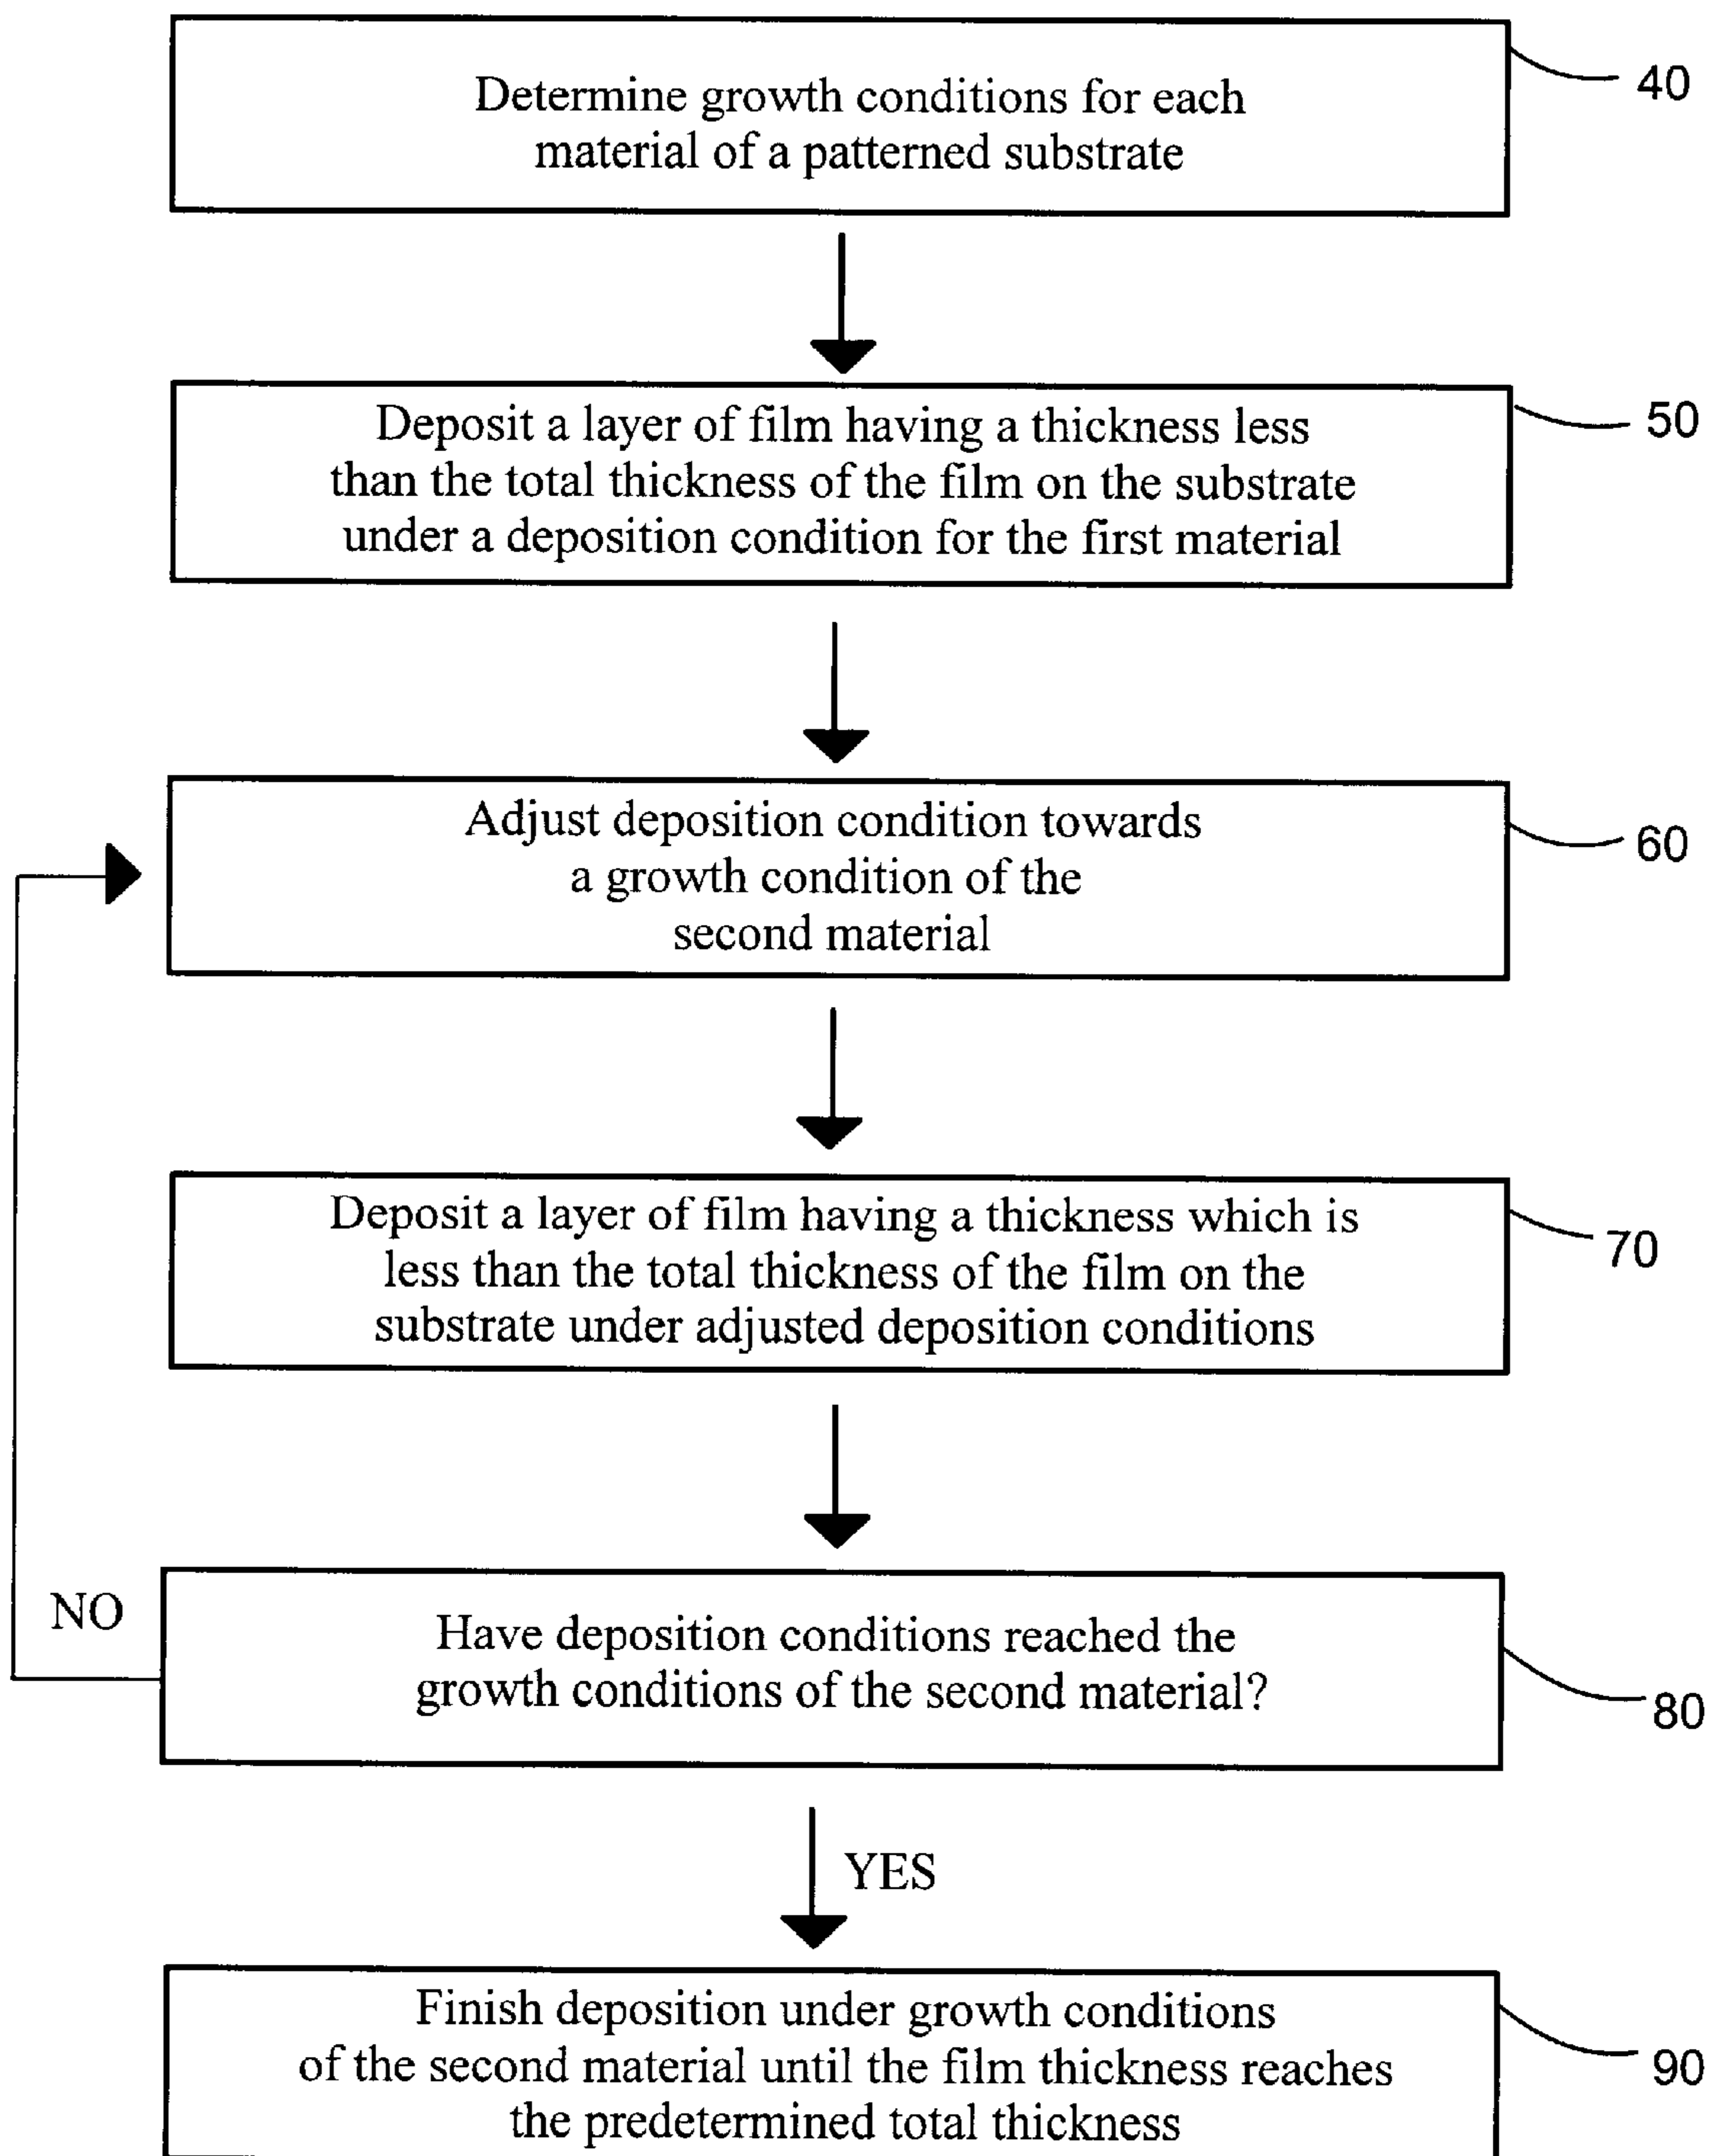 Determine growth conditions for each
material of a patterned substrate
40
Deposit a layer of film having a thickness less
than the total thickness of the film on the substrate
under a deposition condition for the first material
50
Adjust deposition condition towards
a growth condition of the
second material
60
Deposit a layer of film having a thickness which is
less than the total thickness of the film on the
substrate under adjusted deposition conditions
70
NO
Have deposition conditions reached the
growth conditions of the second material?
80
YES
Finish deposition under growth conditions
of the second material until the film thickness reaches
the predetermined total thickness
90